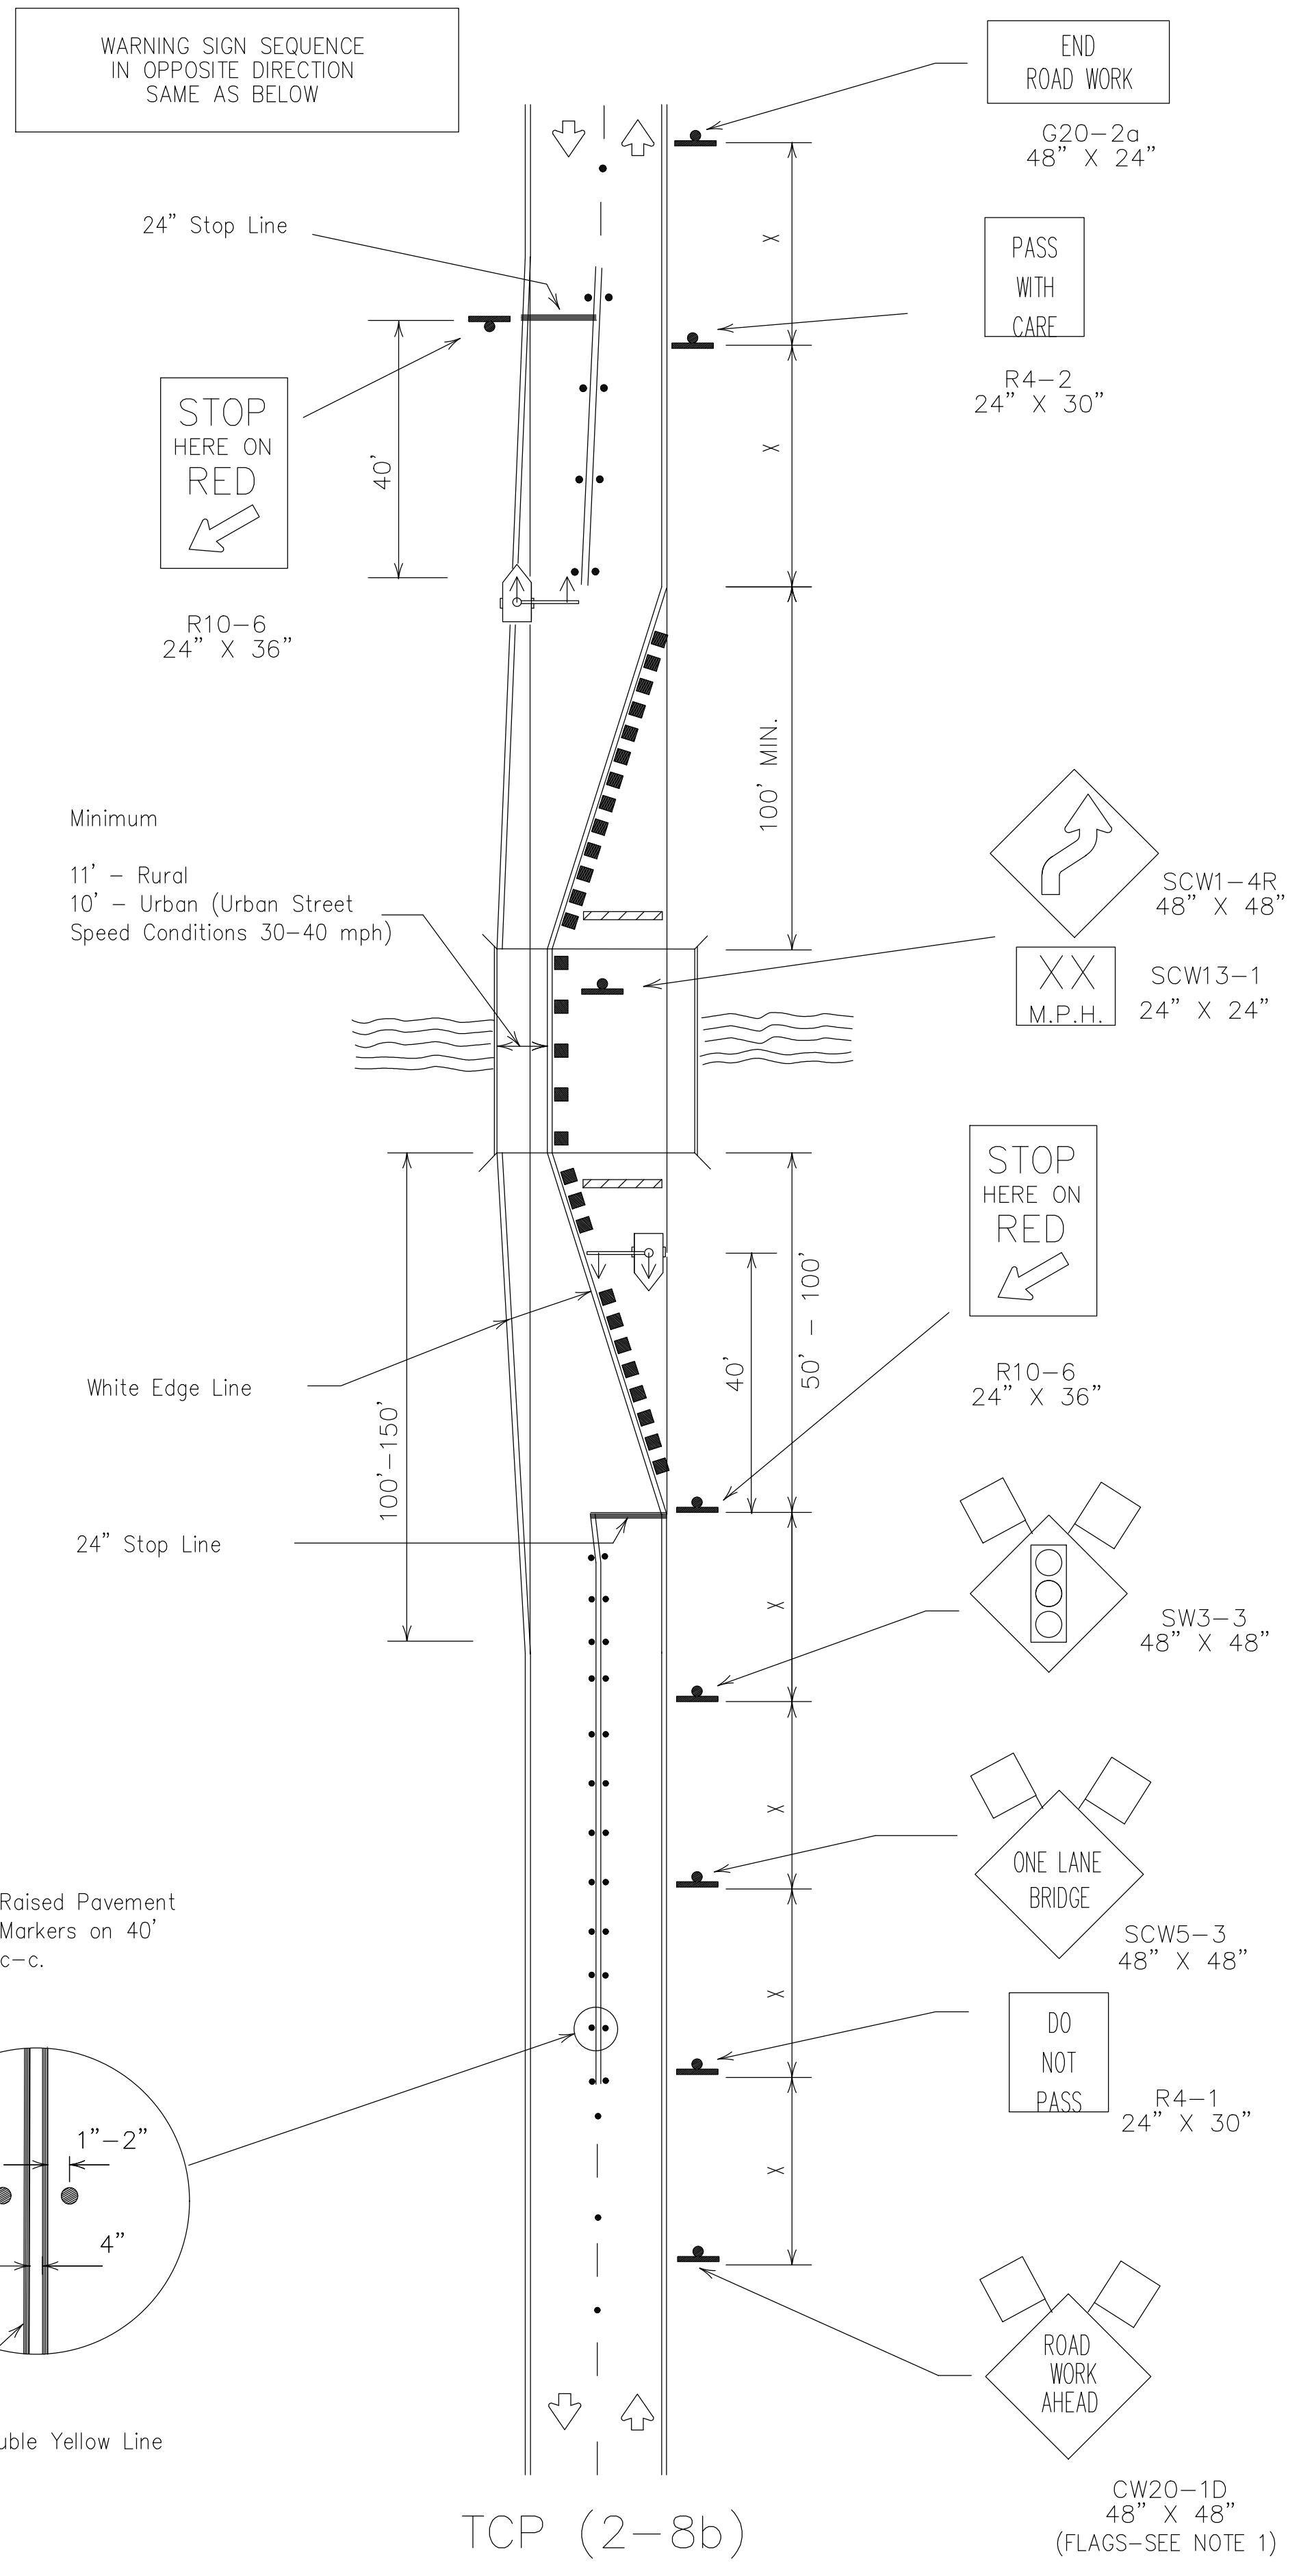 WARNING SIGN SEQUENCE
IN OPPOSITE DIRECTION
SAME AS BELOW
END
ROAD WORK
G20-2a
48" X 24"
24" Stop Line
X
PASS
WITH
CARE
R4-2
24" X 30"
STOP
HERE ON
RED
R10-6
24" X 36"
40'
X
100' MIN.
Minimum
11' - Rural
10' - Urban (Urban Street
Speed Conditions 30-40 mph)
SCW1-4R
48" X 48"
XX
M.P.H.
SCW13-1
24" X 24"
STOP
HERE ON
RED
R10-6
24" X 36"
40'
50' - 100'
White Edge Line
100'-150'
24" Stop Line
X
SW3-3
48" X 48"
X
ONE LANE
BRIDGE
SCW5-3
48" X 48"
Raised Pavement
Markers on 40'
c-c.
X
DO
NOT
PASS
R4-1
24" X 30"
1"-2"
4"
X
ROAD
WORK
AHEAD
CW20-1D
48" X 48"
(FLAGS-SEE NOTE 1)
Yellow Line
TCP (2-8b)